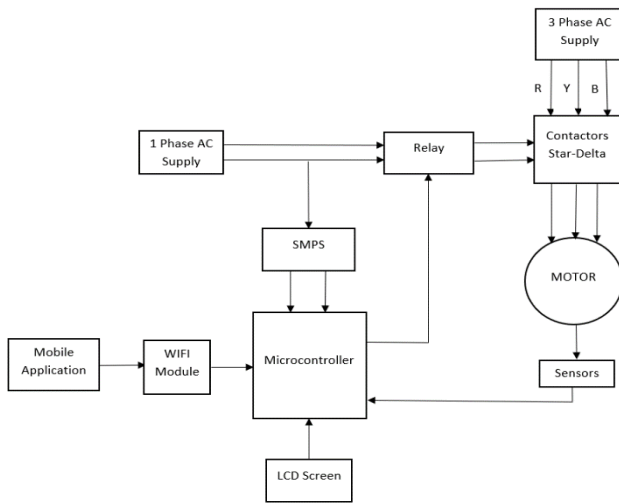 3 Phase AC
Supply
R Y B
1 Phase AC
Supply
Relay
Contactors
Star-Delta
SMPS
MOTOR
Mobile
Application
WIFI
Module
Microcontroller
Sensors
LCD Screen